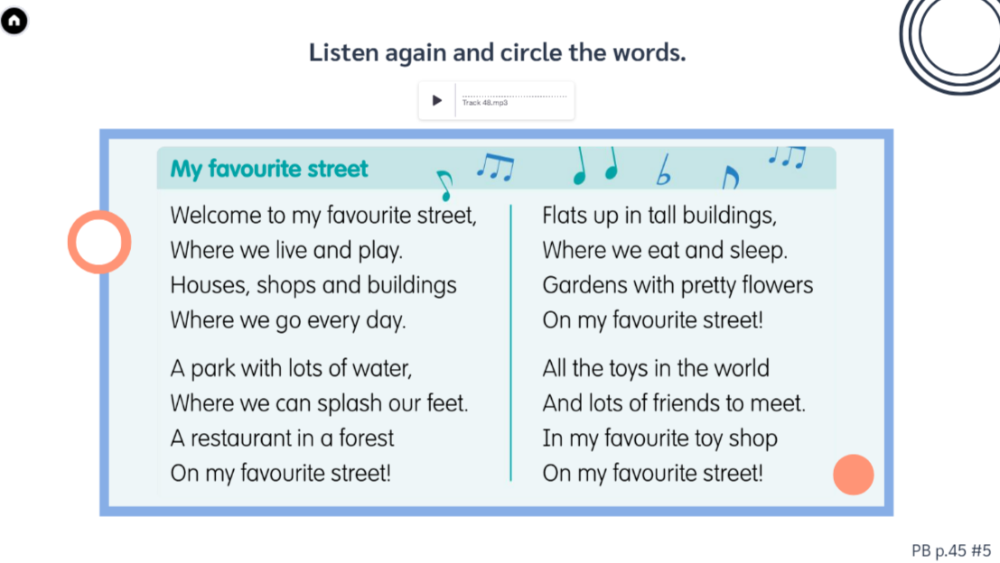 Listen again and circle the words.
Track 48.mp3
My favourite street
Welcome to my favourite street,
Where we live and play.
Houses, shops and buildings
Where we go every day.
A park with lots of water,
Where we can splash our feet.
A restaurant in a forest
On my favourite street!
Flats up in tall buildings,
Where we eat and sleep.
Gardens with pretty flowers
On my favourite street!
All the toys in the world
And lots of friends to meet.
In my favourite toy shop
On my favourite street!
PB p.45 #5